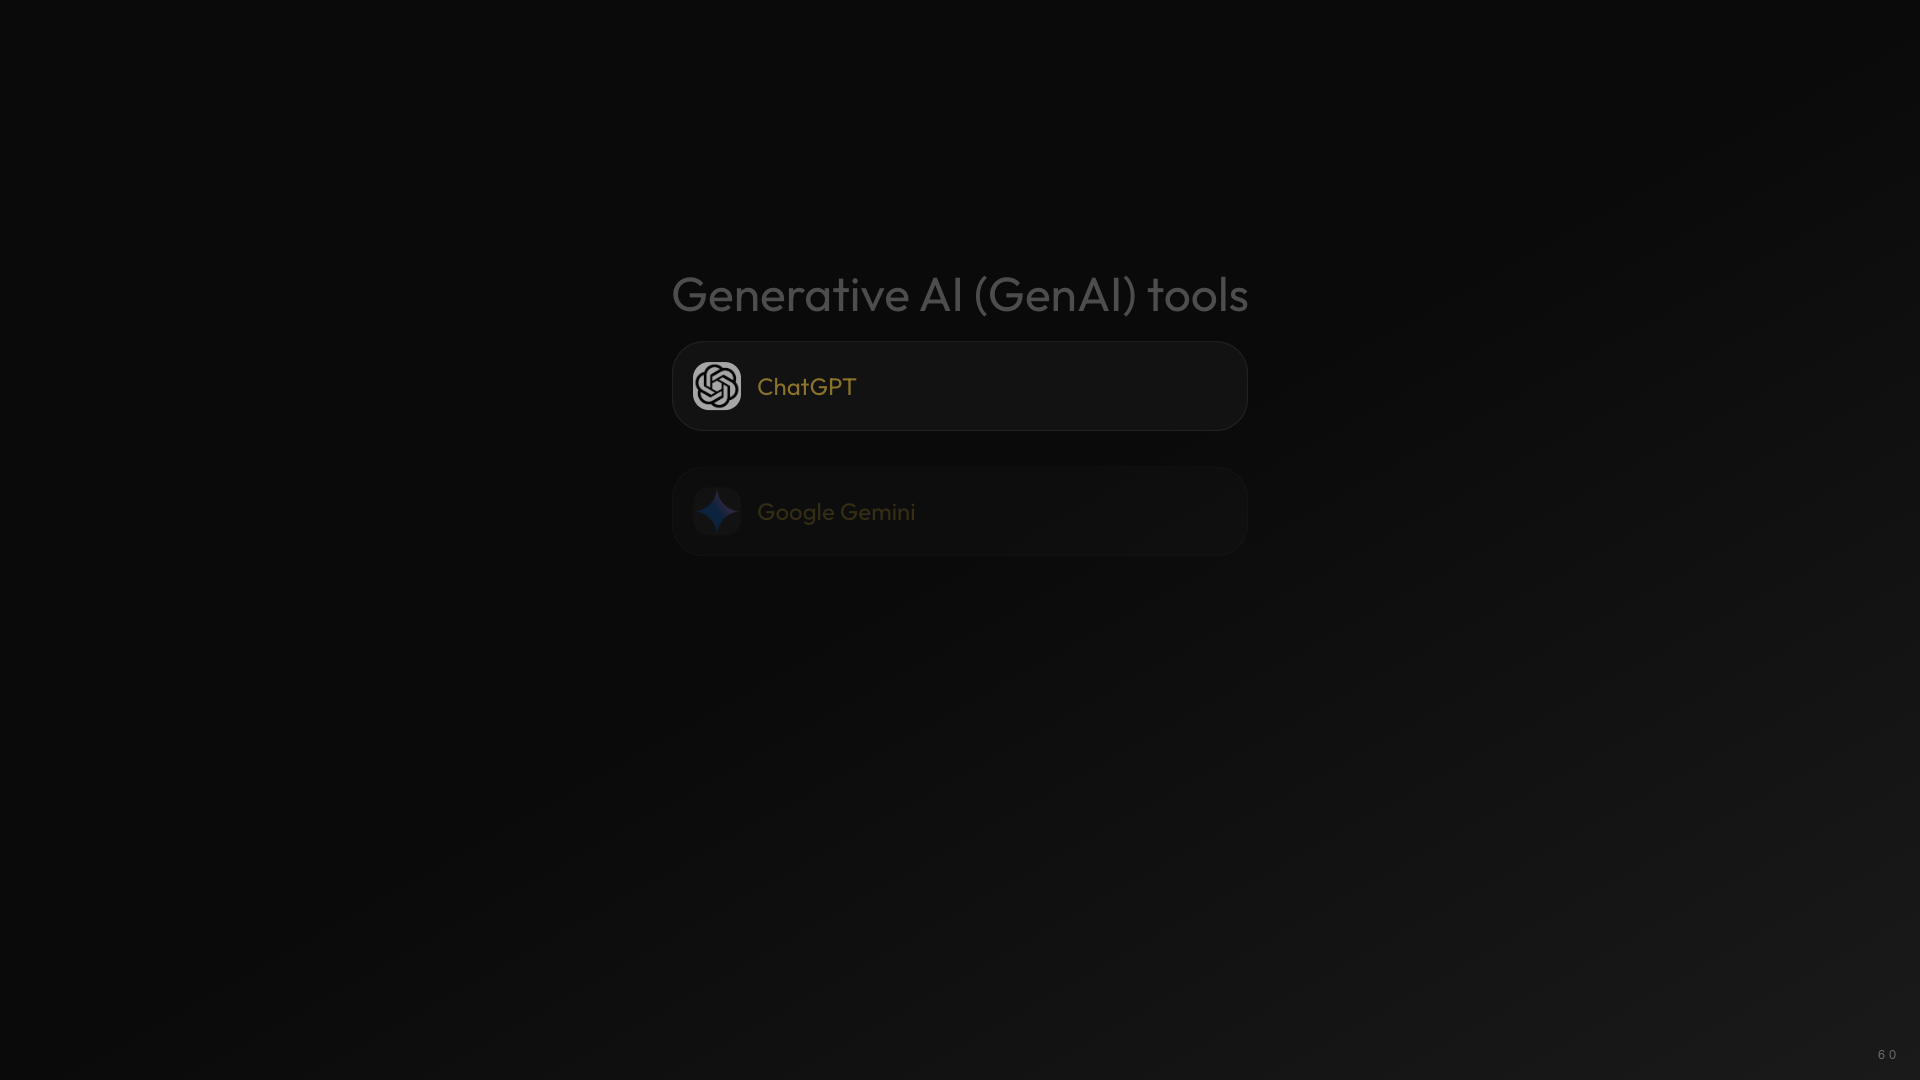 Generative AI (GenAI) tools
ChatGPT
Google Gemini
60